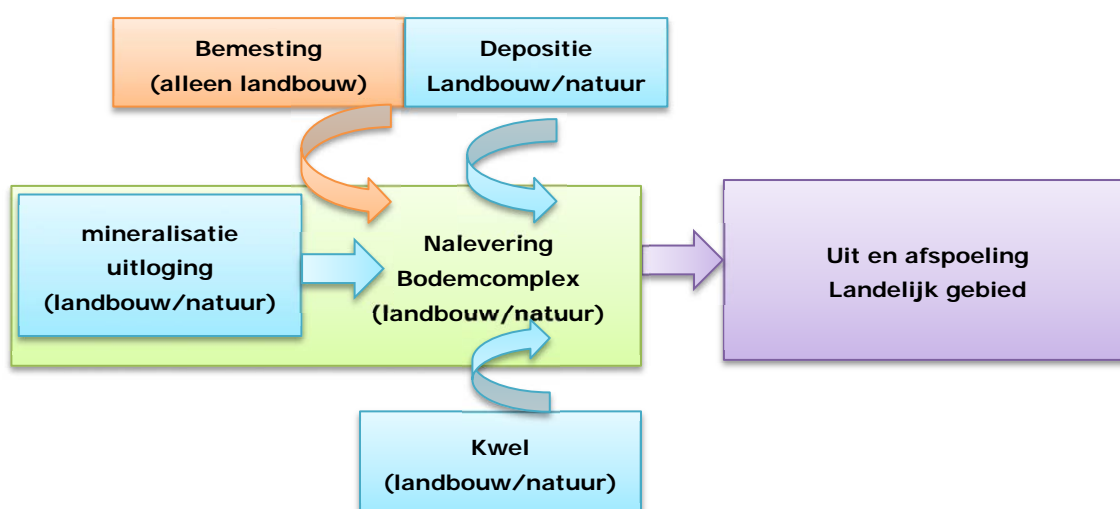 Bemesting
(alleen landbouw)
Depositie
Landbouw/natuur
mineralisatie
uitloging
(landbouw/natuur)
Nalevering
Bodemcomplex
(landbouw/natuur)
Uit en afspoeling
Landelijk gebied
Kwel
(landbouw/natuur)